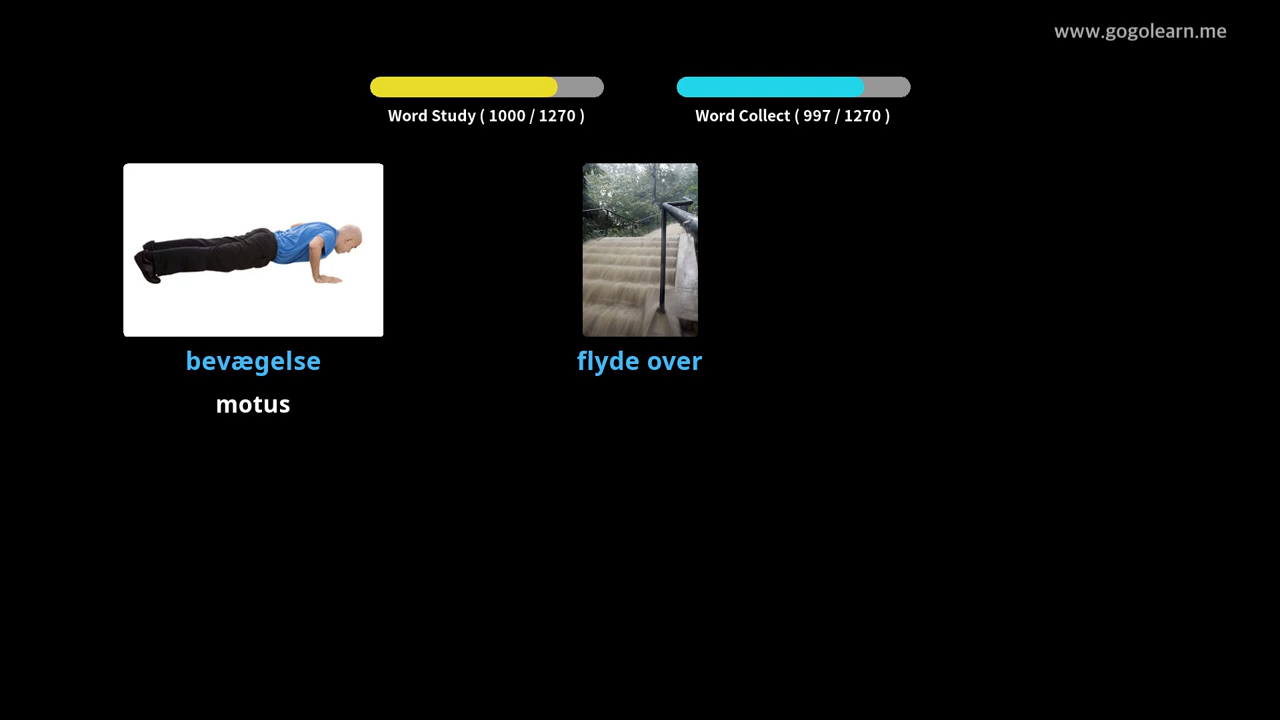 www.gogolearn.me
Word Study ( 1000 / 1270 )
Word Collect ( 997 / 1270 )
bevægelse
motus
flyde over